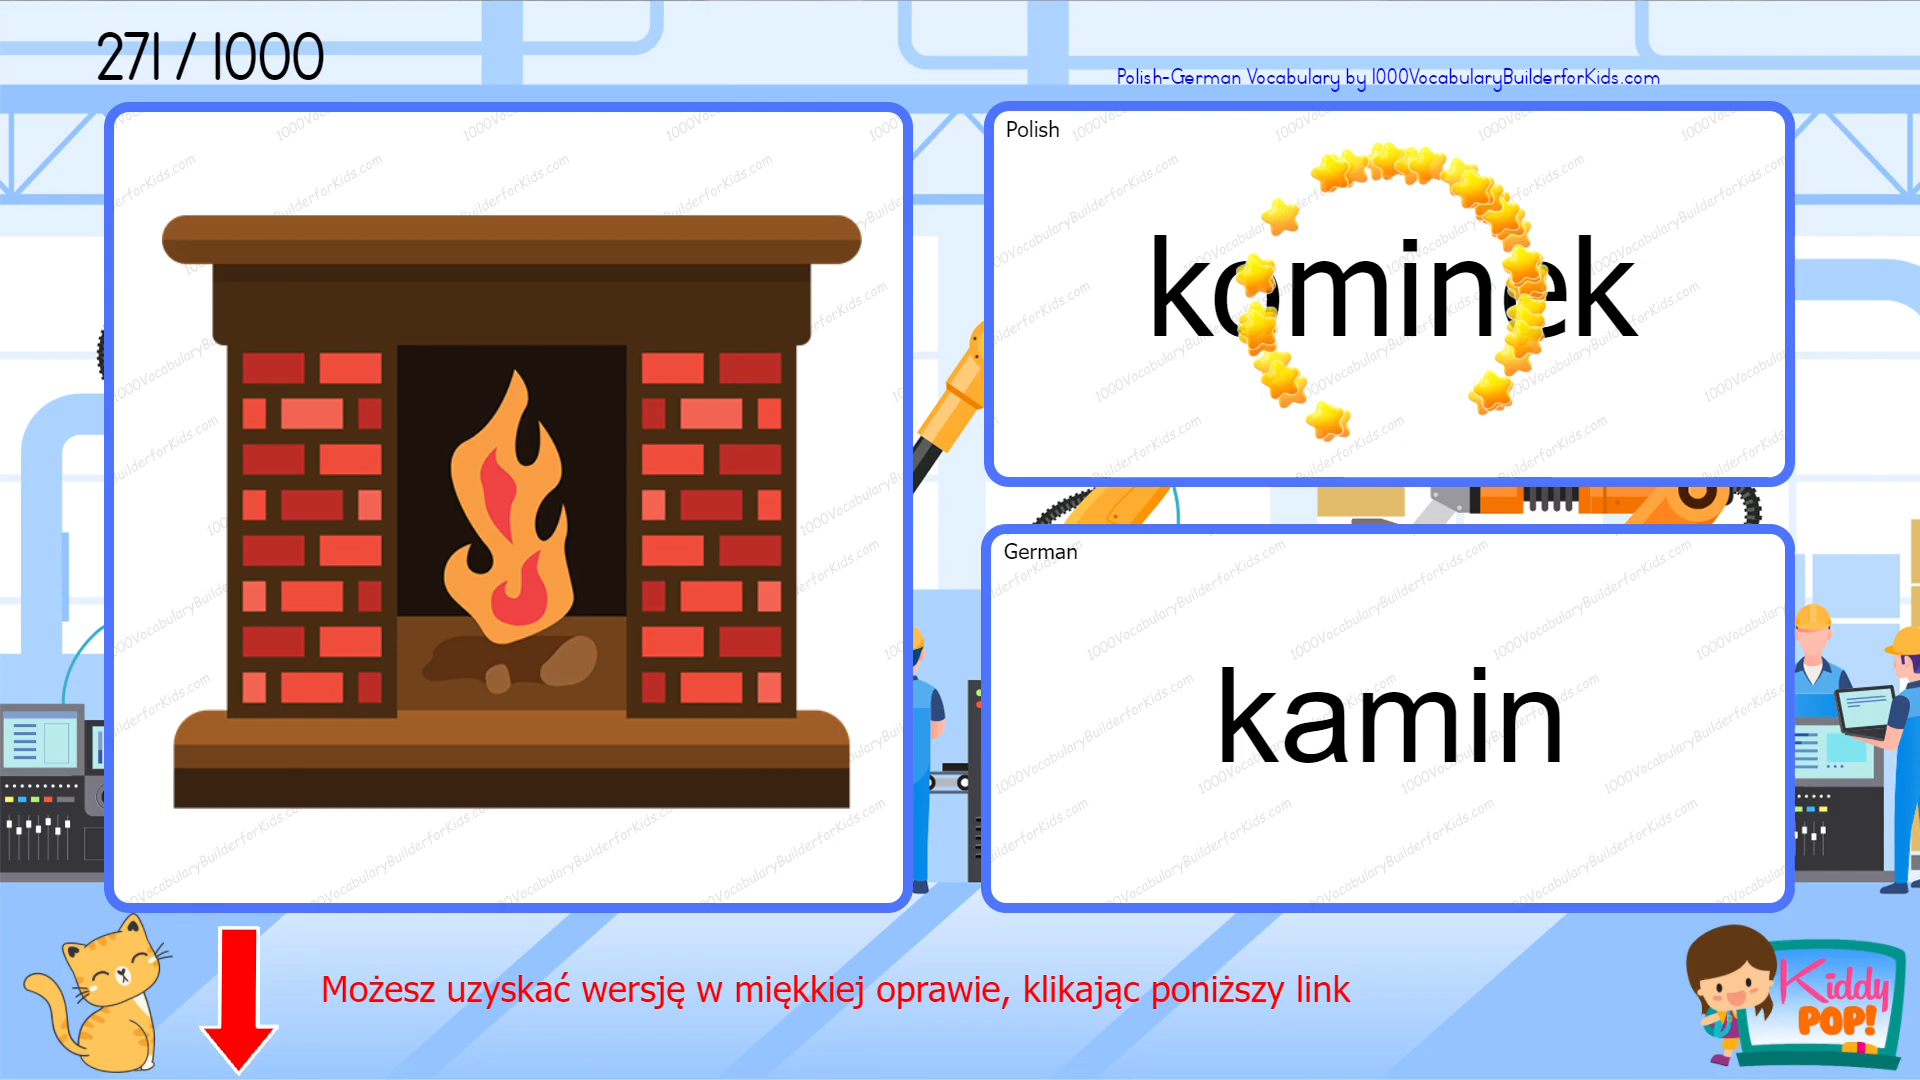 271 / 1000
Polish-German Vocabulary by 1000VocabularyBuilderforKids.com
Polish
kominek
German
kamin
Możesz uzyskać wersję w miękkiej oprawie, klikając poniższy link
Kiddy
POP!